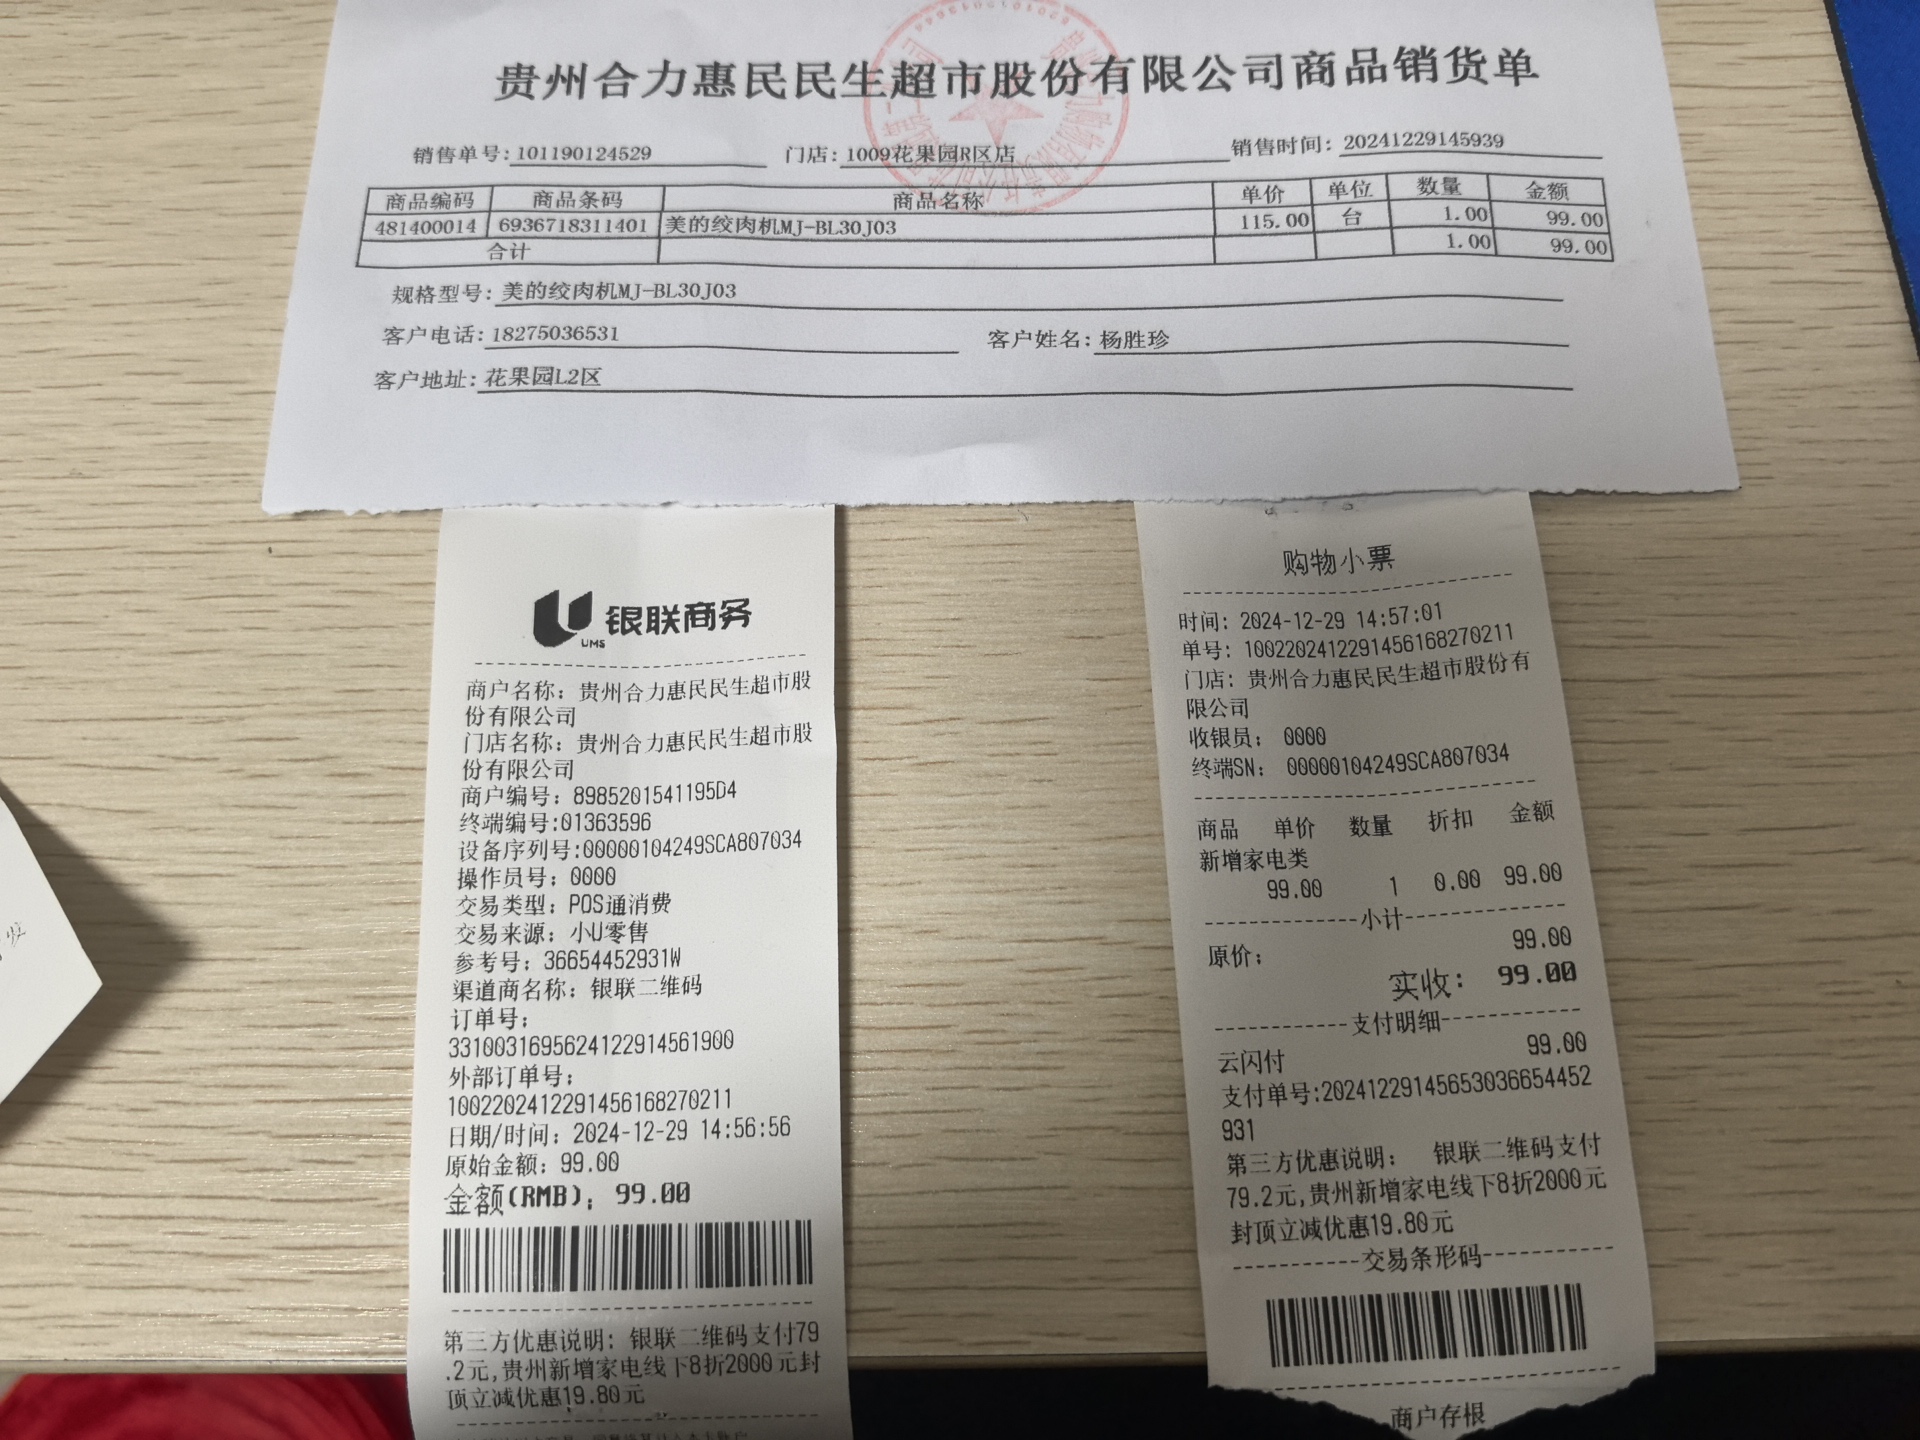 贵州合力惠民民生超市股份有限公司商品销货单
销售单号:101190124529 门店:1009花果园R区店 销售时间:20241229145939
商品编码 商品条码 商品名称 单价 单位 数量 金额
481400014 6936718311401 美的绞肉机MJ-BL30J03 115.00 台 1.00 99.00
合计 1.00 99.00
规格型号:美的绞肉机MJ-BL30J03
客户电话:18275036531 客户姓名:杨胜珍
客户地址:花果园L2区
银联商务
UMS
商户名称：贵州合力惠民民生超市股
份有限公司
门店名称：贵州合力惠民民生超市股
份有限公司
商户编号：8985201541195D4
终端编号:01363596
设备序列号:00000104249SCA807034
操作员号：0000
交易类型：POS通消费
交易来源：小U零售
参考号：36654452931W
渠道商名称：银联二维码
订单号：
3310031695624122914561900
外部订单号：
10022024122914561682702​11
日期/时间：2024-12-29 14:56:56
原始金额：99.00
金额(RMB)：99.00
第三方优惠说明：银联二维码支付79
.2元,贵州新增家电线下8折2000元封
顶立减优惠19.80元
购物小票
时间：2024-12-29 14:57:01
单号：1002202412291456168270211
门店：贵州合力惠民民生超市股份有
限公司
收银员： 0000
终端SN： 00000104249SCA807034
商品 单价 数量 折扣 金额
新增家电类
99.00 1 0.00 99.00
------------小计------------
原价： 99.00
实收： 99.00
-----------支付明细-----------
云闪付 99.00
支付单号:20241229145653036654452
931
第三方优惠说明： 银联二维码支付
79.2元,贵州新增家电线下8折2000元
封顶立减优惠19.80元
----------交易条形码----------
商户存根